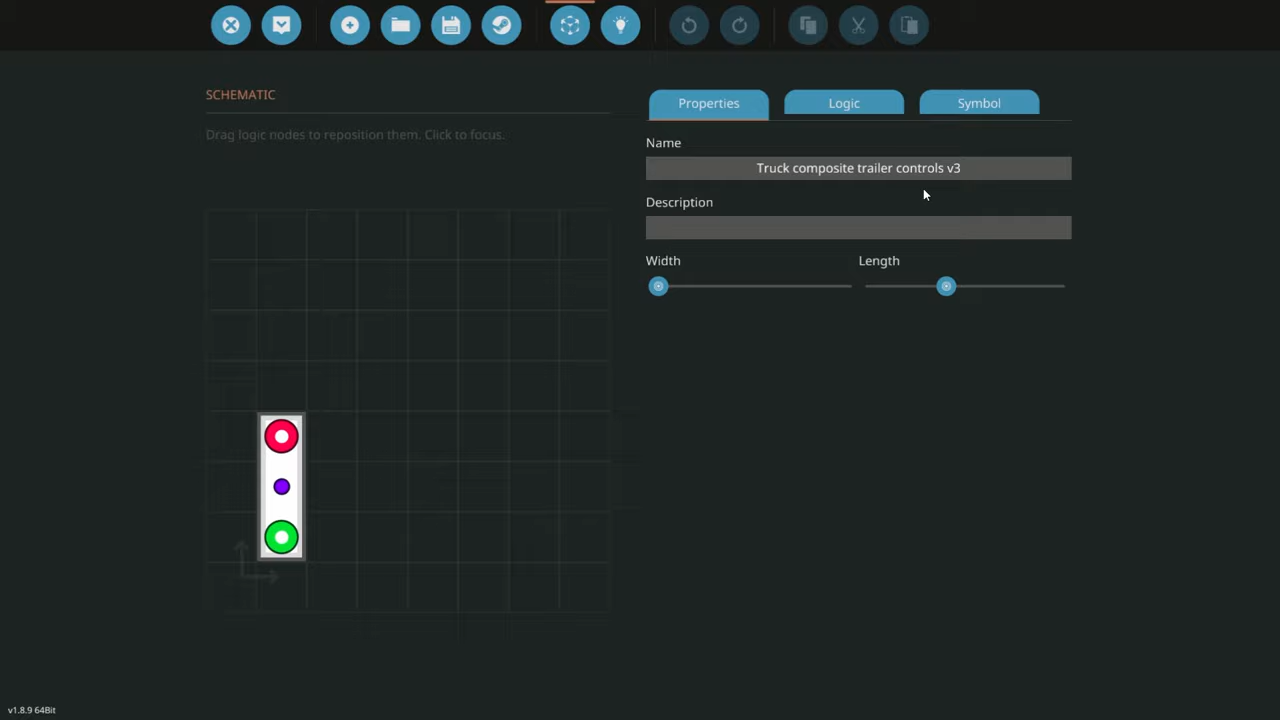 SCHEMATIC
Drag logic nodes to reposition them. Click to focus.
Properties
Logic
Symbol
Name
Truck composite trailer controls v3
Description
Width
Length
v1.8.9 64Bit